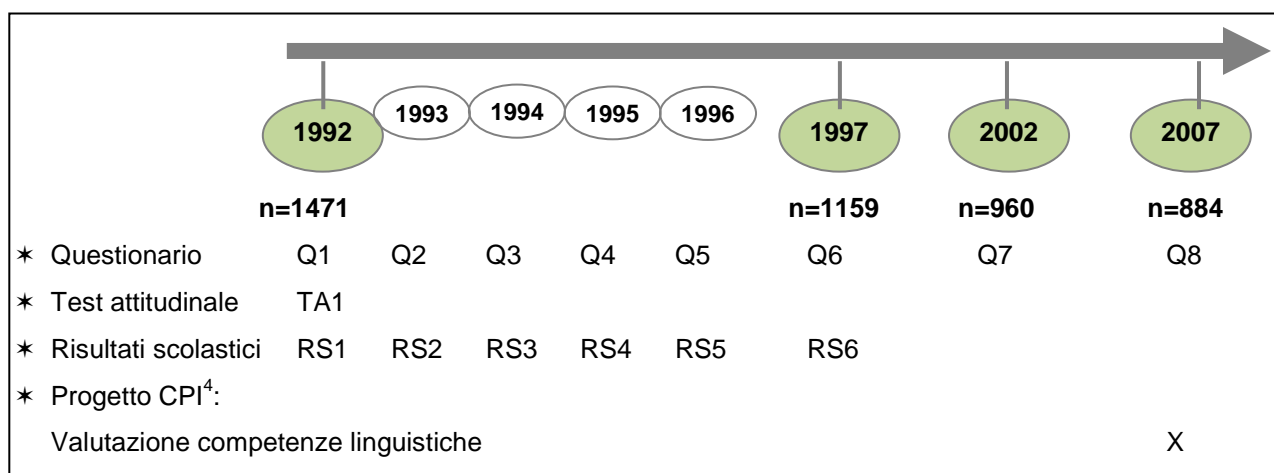 1992 1993 1994 1995 1996 1997 2002 2007
n=1471 n=1159 n=960 n=884
✶ Questionario Q1 Q2 Q3 Q4 Q5 Q6 Q7 Q8
✶ Test attitudinale TA1
✶ Risultati scolastici RS1 RS2 RS3 RS4 RS5 RS6
✶ Progetto CPI⁴:
Valutazione competenze linguistiche X